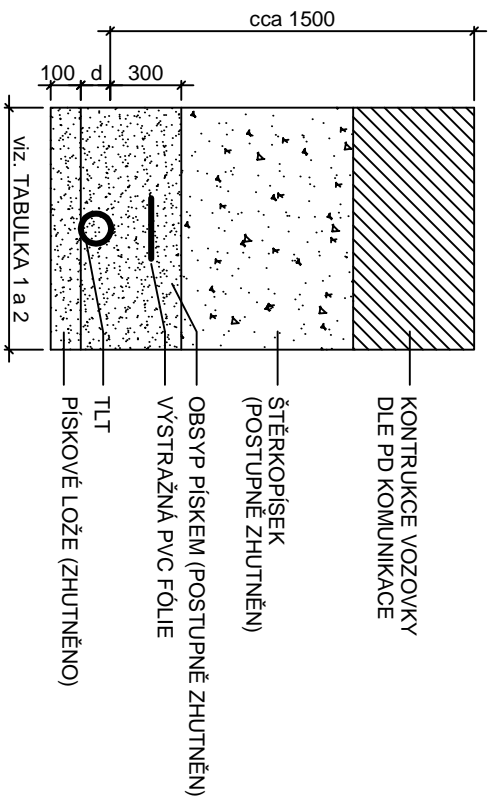 cca 1500
100
d
300
KONTRUKCE VOZOVKY
DLE PD KOMUNIKACE
ŠTĚRKOPÍSEK
(POSTUPNĚ ZHUTNĚN)
OBSYP PÍSKEM (POSTUPNĚ ZHUTNĚN)
VÝSTRAŽNÁ PVC FÓLIE
TLT
PÍSKOVÉ LOŽE (ZHUTNĚNO)
viz. TABULKA 1 a 2